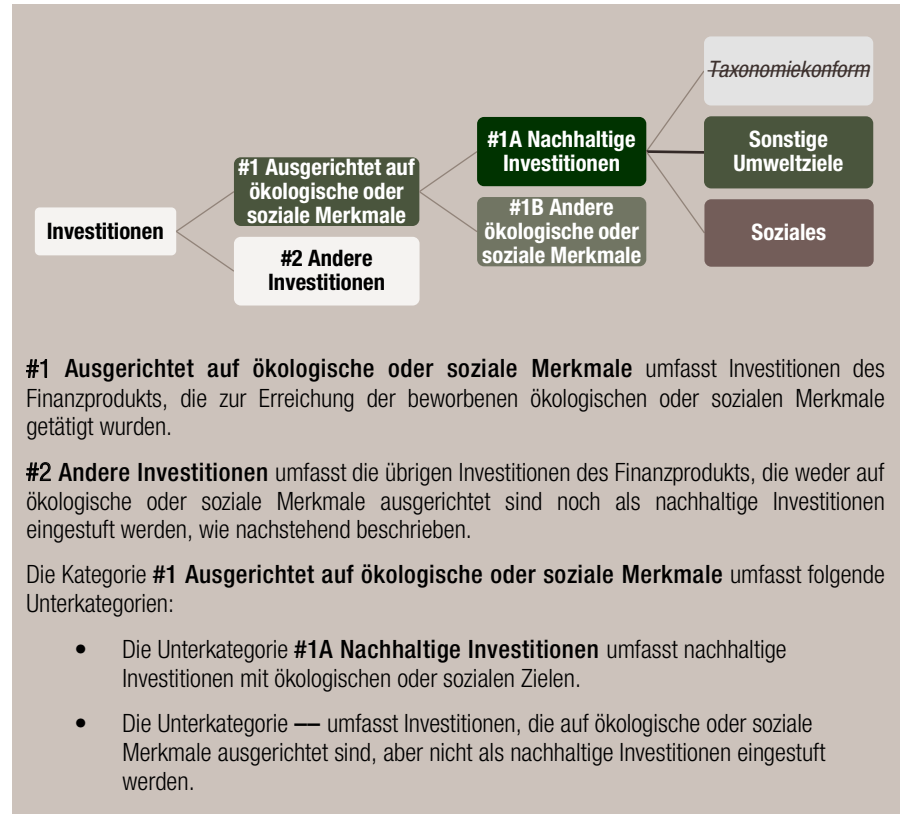 Taxonomiekonform
#1A Nachhaltige
Investitionen
Sonstige
Umweltziele
#1 Ausgerichtet auf
ökologische oder
soziale Merkmale
#1B Andere
ökologische oder
soziale Merkmale
Investitionen
Soziales
#2 Andere
Investitionen
#1 Ausgerichtet auf ökologische oder soziale Merkmale umfasst Investitionen des
Finanzprodukts, die zur Erreichung der beworbenen ökologischen oder sozialen Merkmale
getätigt wurden.
#2 Andere Investitionen umfasst die übrigen Investitionen des Finanzprodukts, die weder auf
ökologische oder soziale Merkmale ausgerichtet sind noch als nachhaltige Investitionen
eingestuft werden, wie nachstehend beschrieben.
Die Kategorie #1 Ausgerichtet auf ökologische oder soziale Merkmale umfasst folgende
Unterkategorien:
• Die Unterkategorie #1A Nachhaltige Investitionen umfasst nachhaltige
Investitionen mit ökologischen oder sozialen Zielen.
• Die Unterkategorie –– umfasst Investitionen, die auf ökologische oder soziale
Merkmale ausgerichtet sind, aber nicht als nachhaltige Investitionen eingestuft
werden.